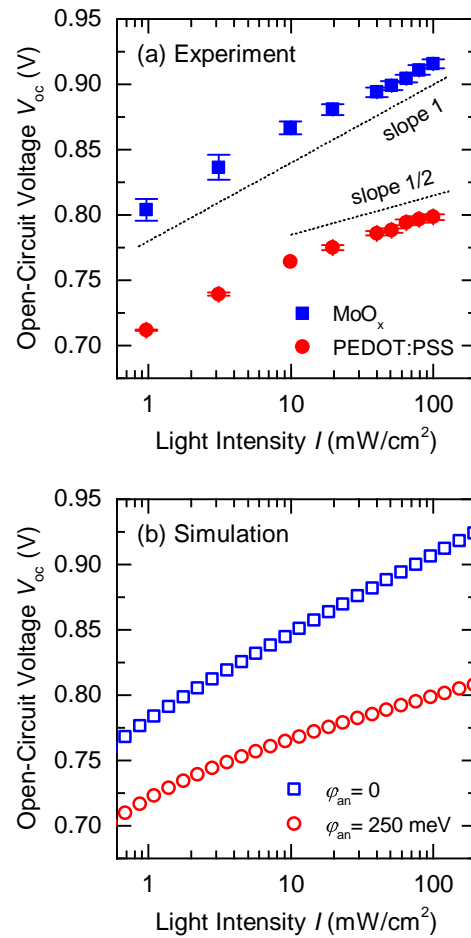 (a) Experiment
Open-Circuit Voltage Voc (V)
0.95
0.90
0.85
0.80
0.75
0.70
slope 1
slope 1/2
MoOx
PEDOT:PSS
1
10
100
Light Intensity I (mW/cm²)
(b) Simulation
Open-Circuit Voltage Voc (V)
0.95
0.90
0.85
0.80
0.75
0.70
φan = 0
φan = 250 meV
1
10
100
Light Intensity I (mW/cm²)